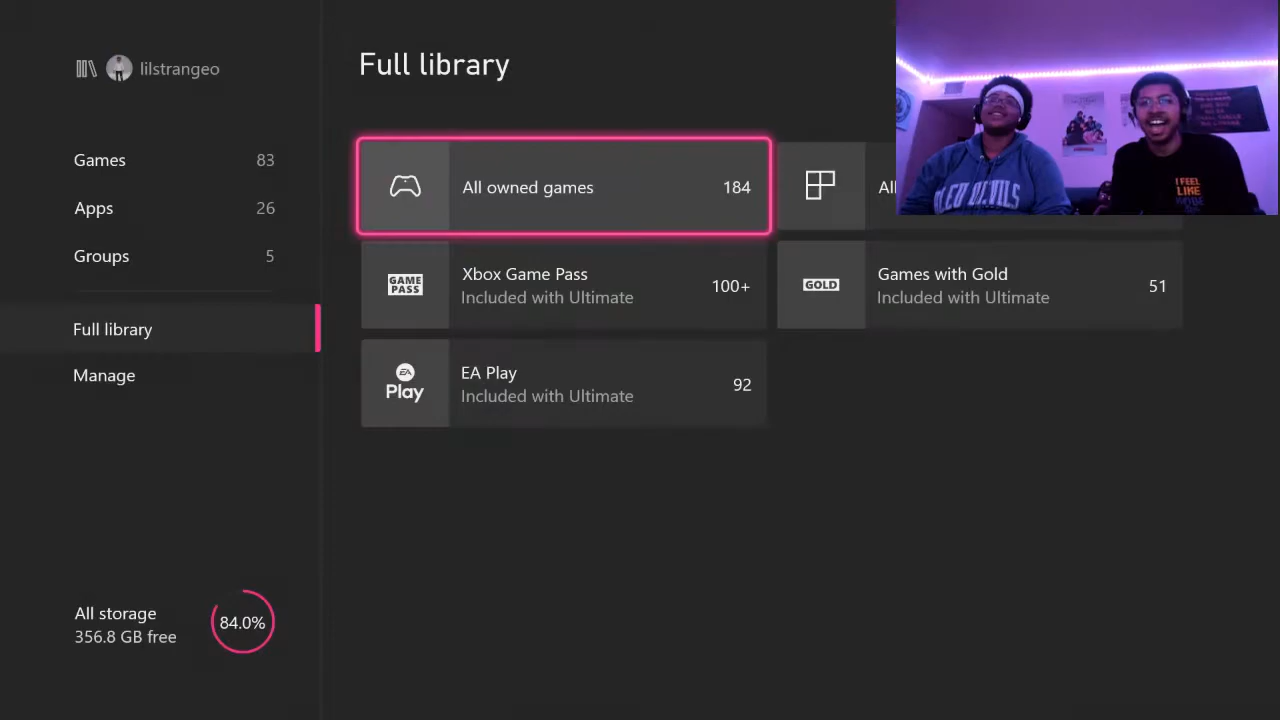 lilstrangeo
Games 83
Apps 26
Groups 5
Full library
Manage
All storage
356.8 GB free
84.0%
Full library
All owned games 184
All
GAME
PASS
Xbox Game Pass
Included with Ultimate
100+
GOLD
Games with Gold
Included with Ultimate
51
EA
Play
EA Play
Included with Ultimate
92
BLEU DEVILS
I FEEL
LIKE